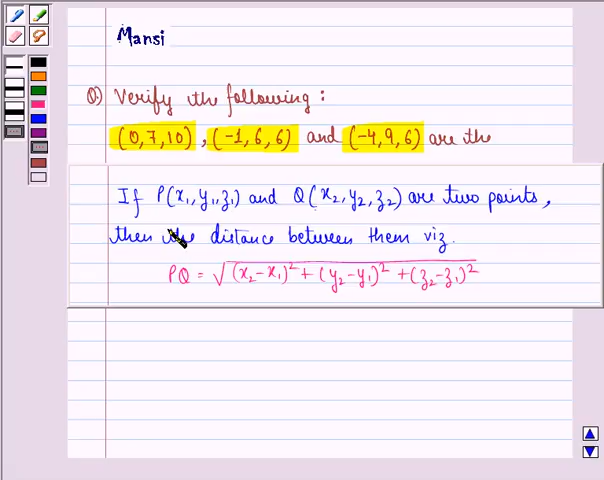 Mansi
Q) Verify the following :
(0,7,10) , (-1,6,6) and (-4,9,6) are the
If P(x₁,y₁,z₁) and Q(x₂,y₂,z₂) are two points,
then the distance between them viz.
PQ = √(x₂-x₁)² + (y₂-y₁)² + (z₂-z₁)²